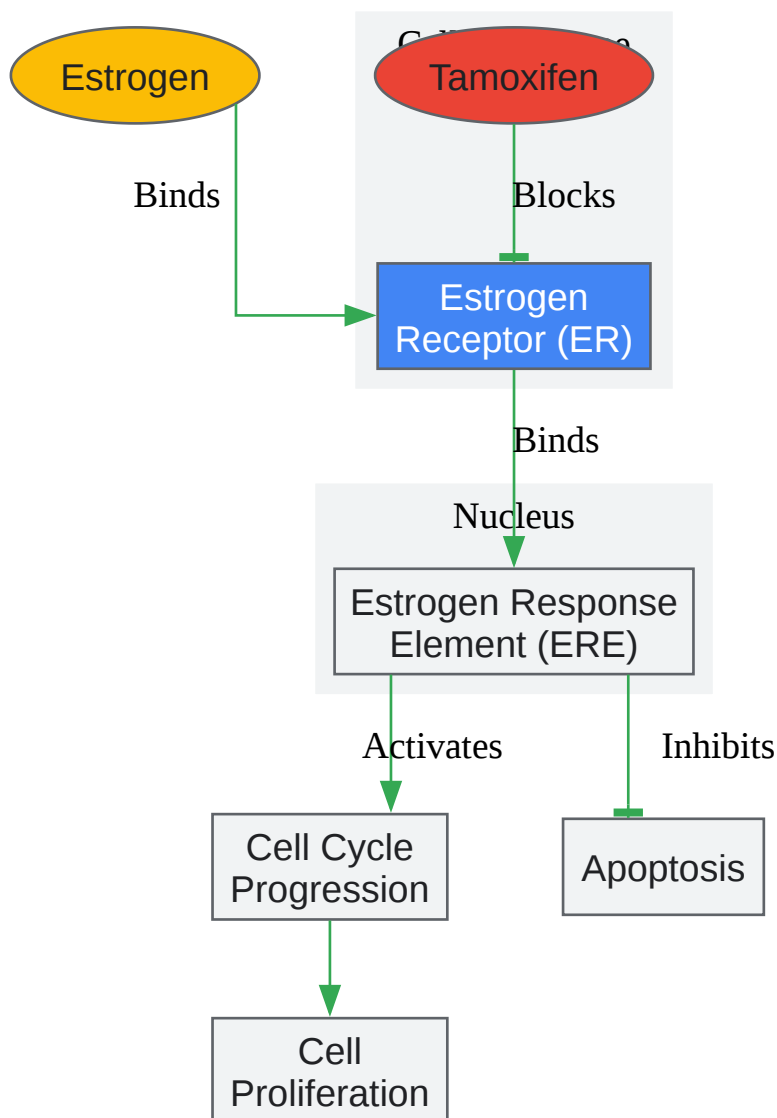 Estrogen
Tamoxifen
Binds
Blocks
Estrogen
Receptor (ER)
Binds
Nucleus
Estrogen Response
Element (ERE)
Activates
Inhibits
Cell Cycle
Progression
Apoptosis
Cell
Proliferation